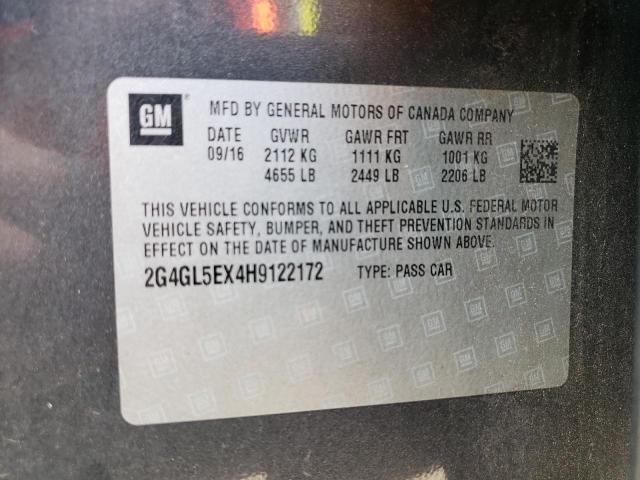 GM
MFD BY GENERAL MOTORS OF CANADA COMPANY
DATE GVWR GAWR FRT GAWR RR
09/16 2112 KG 1111 KG 1001 KG
4655 LB 2449 LB 2206 LB
THIS VEHICLE CONFORMS TO ALL APPLICABLE U.S. FEDERAL MOTOR
VEHICLE SAFETY, BUMPER, AND THEFT PREVENTION STANDARDS IN
EFFECT ON THE DATE OF MANUFACTURE SHOWN ABOVE.
2G4GL5EX4H9122172 TYPE: PASS CAR